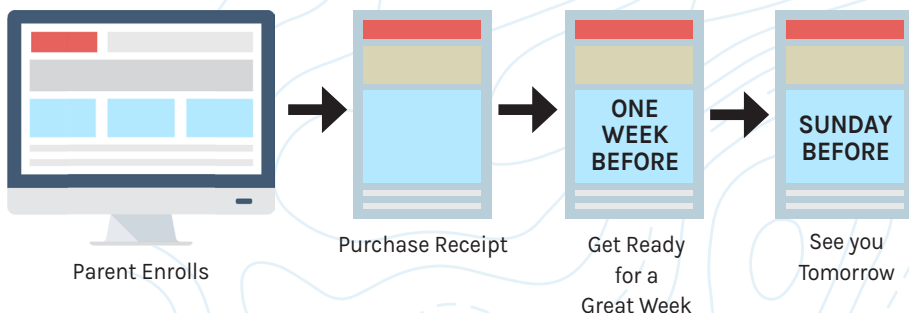 ONE
WEEK
BEFORE
SUNDAY
BEFORE
Parent Enrolls
Purchase Receipt
Get Ready
for a
Great Week
See you
Tomorrow